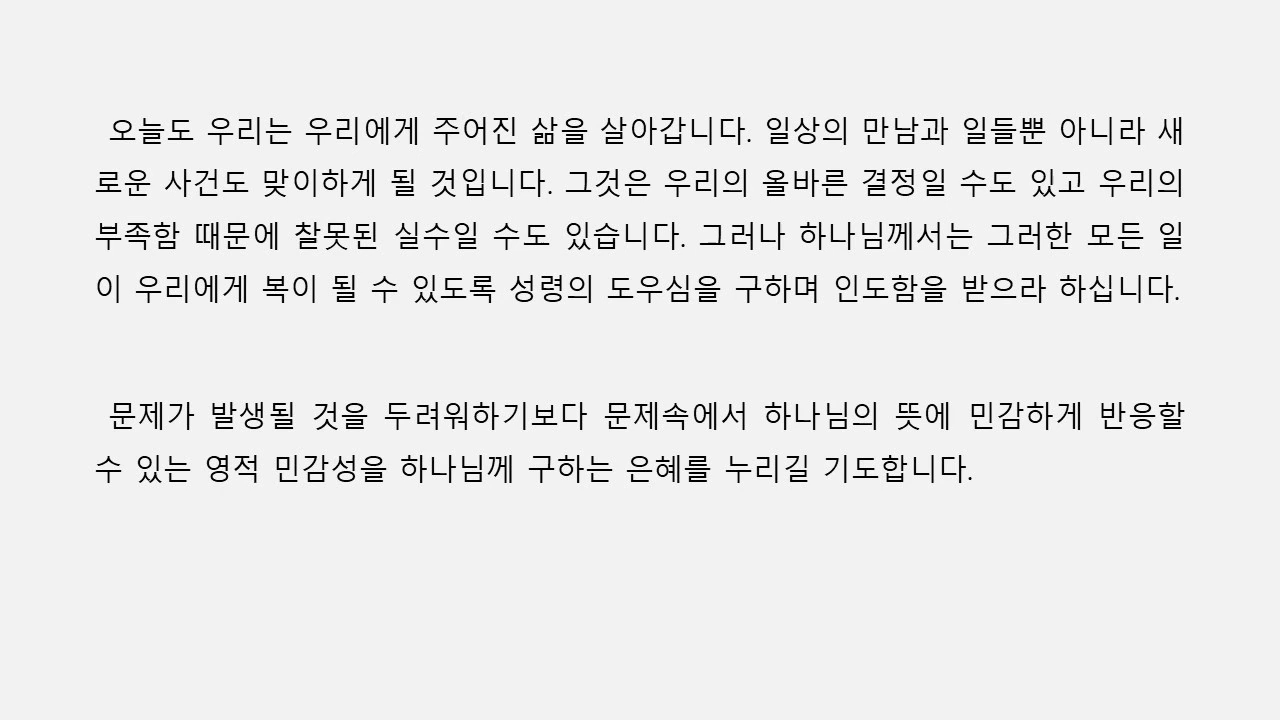 오늘도 우리는 우리에게 주어진 삶을 살아갑니다. 일상의 만남과 일들뿐 아니라 새
로운 사건도 맞이하게 될 것입니다. 그것은 우리의 올바른 결정일 수도 있고 우리의
부족함 때문에 찰못된 실수일 수도 있습니다. 그러나 하나님께서는 그러한 모든 일
이 우리에게 복이 될 수 있도록 성령의 도우심을 구하며 인도함을 받으라 하십니다.
문제가 발생될 것을 두려워하기보다 문제속에서 하나님의 뜻에 민감하게 반응할
수 있는 영적 민감성을 하나님께 구하는 은혜를 누리길 기도합니다.